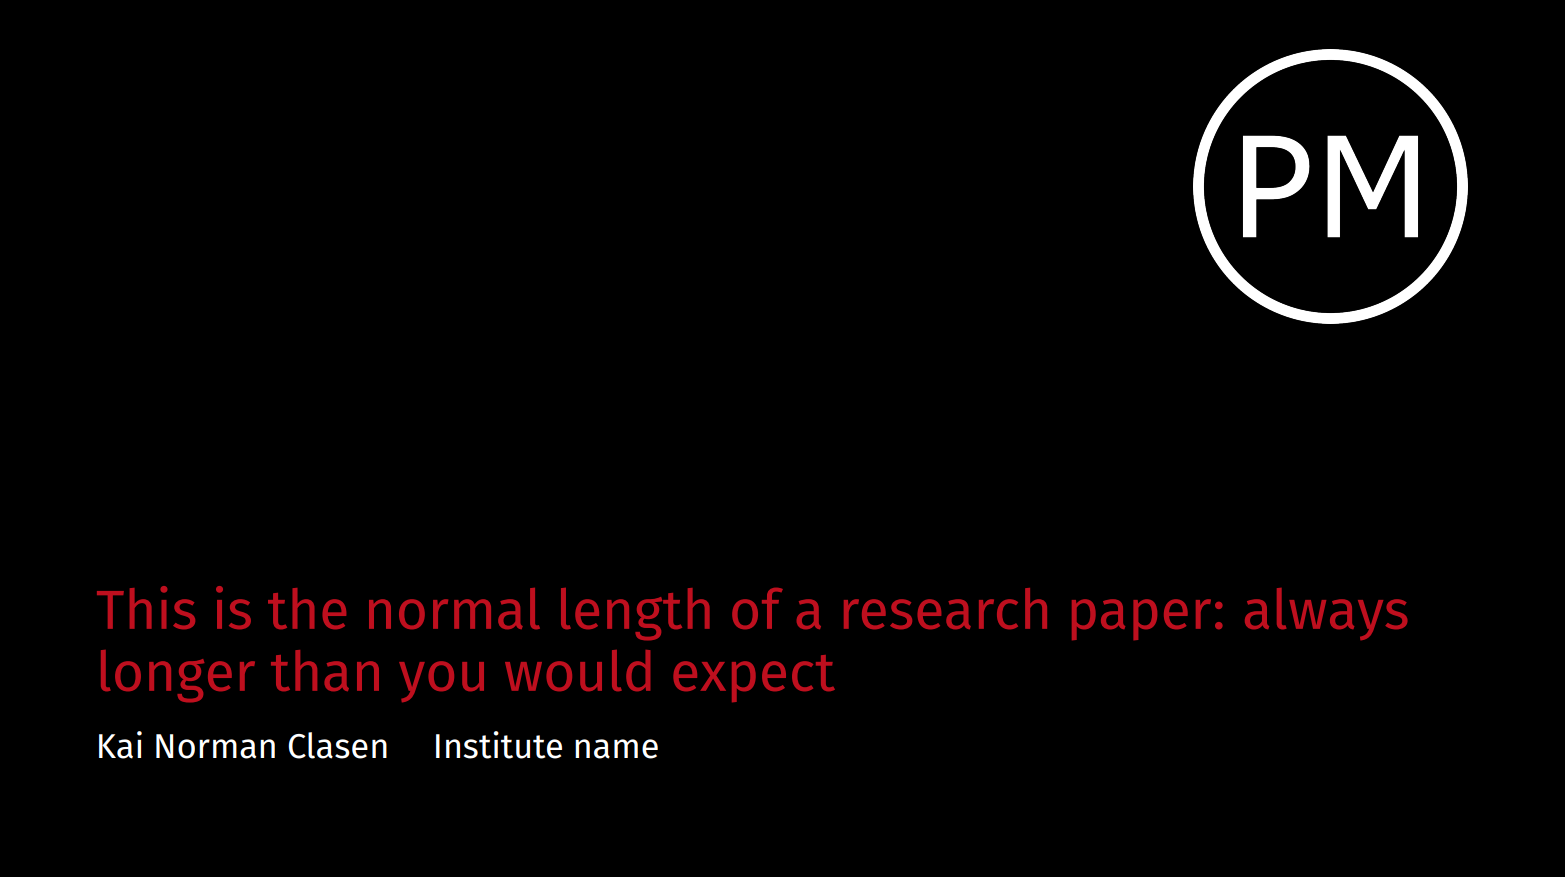 PM
This is the normal length of a research paper: always
longer than you would expect
Kai Norman Clasen Institute name